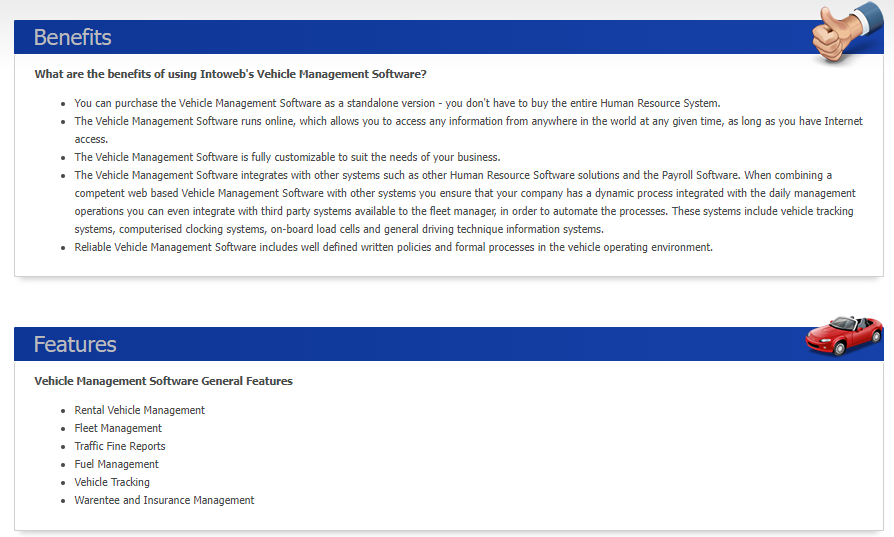 Benefits
What are the benefits of using Intoweb's Vehicle Management Software?
You can purchase the Vehicle Management Software as a standalone version - you don't have to buy the entire Human Resource System.
The Vehicle Management Software runs online, which allows you to access any information from anywhere in the world at any given time, as long as you have Internet
access.
The Vehicle Management Software is fully customizable to suit the needs of your business.
The Vehicle Management Software integrates with other systems such as other Human Resource Software solutions and the Payroll Software. When combining a
competent web based Vehicle Management Software with other systems you ensure that your company has a dynamic process integrated with the daily management
operations you can even integrate with third party systems available to the fleet manager, in order to automate the processes. These systems include vehicle tracking
systems, computerised clocking systems, on-board load cells and general driving technique information systems.
Reliable Vehicle Management Software includes well defined written policies and formal processes in the vehicle operating environment.
Features
Vehicle Management Software General Features
Rental Vehicle Management
Fleet Management
Traffic Fine Reports
Fuel Management
Vehicle Tracking
Warentee and Insurance Management